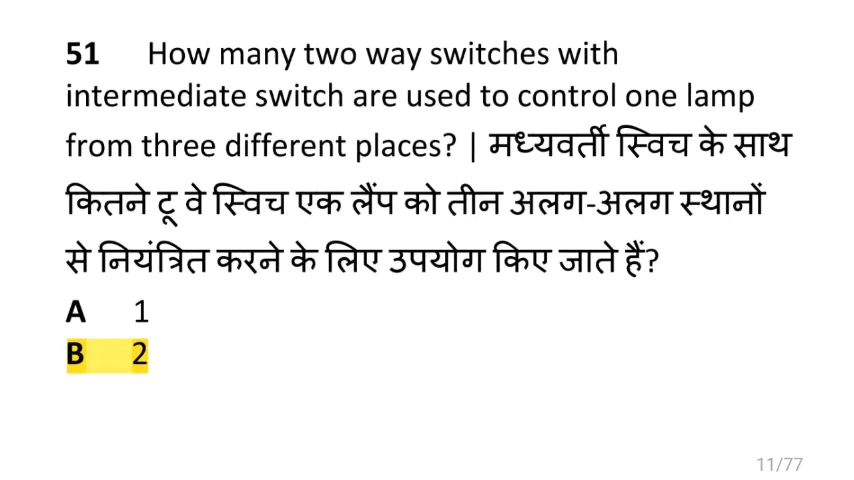 51 How many two way switches with
intermediate switch are used to control one lamp
from three different places? | मध्यवर्ती स्विच के साथ
कितने टू वे स्विच एक लैंप को तीन अलग-अलग स्थानों
से नियंत्रित करने के लिए उपयोग किए जाते हैं?
A 1
B 2
11/77